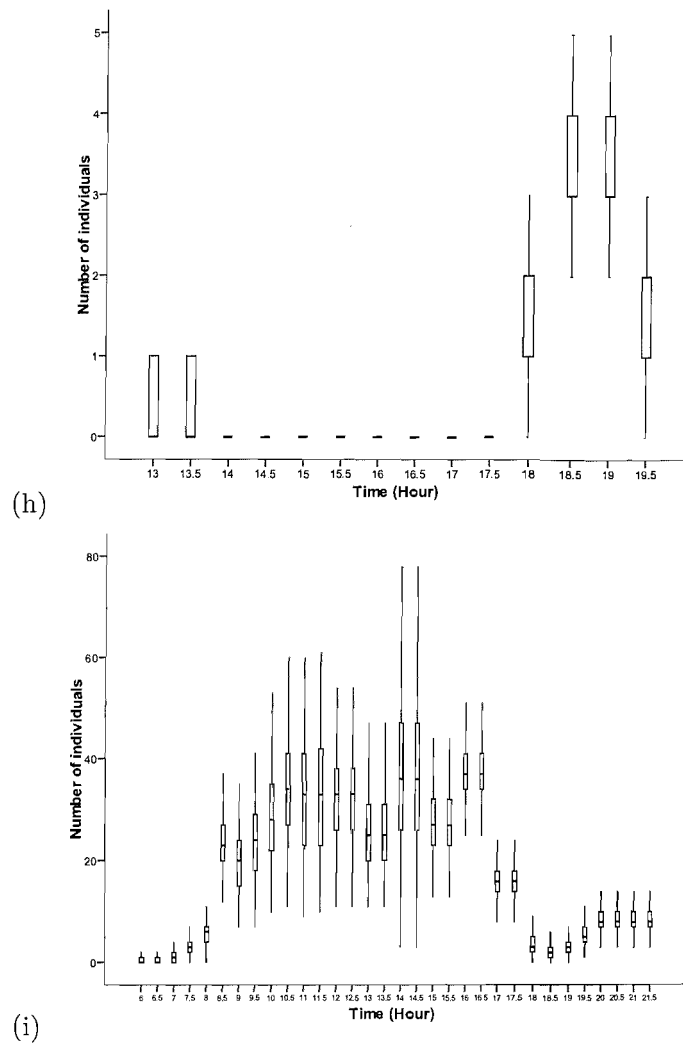 5
4
3
2
1
0
Number of individuals
13 13.5 14 14.5 15 15.5 16 16.5 17 17.5 18 18.5 19 19.5
Time (Hour)
(h)
80
60
40
20
0
Number of individuals
6 6.5 7 7.5 8 8.5 9 9.5 10 10.5 11 11.5 12 12.5 13 13.5 14 14.5 15 15.5 16 16.5 17 17.5 18 18.5 19 19.5 20 20.5 21 21.5
Time (Hour)
(i)